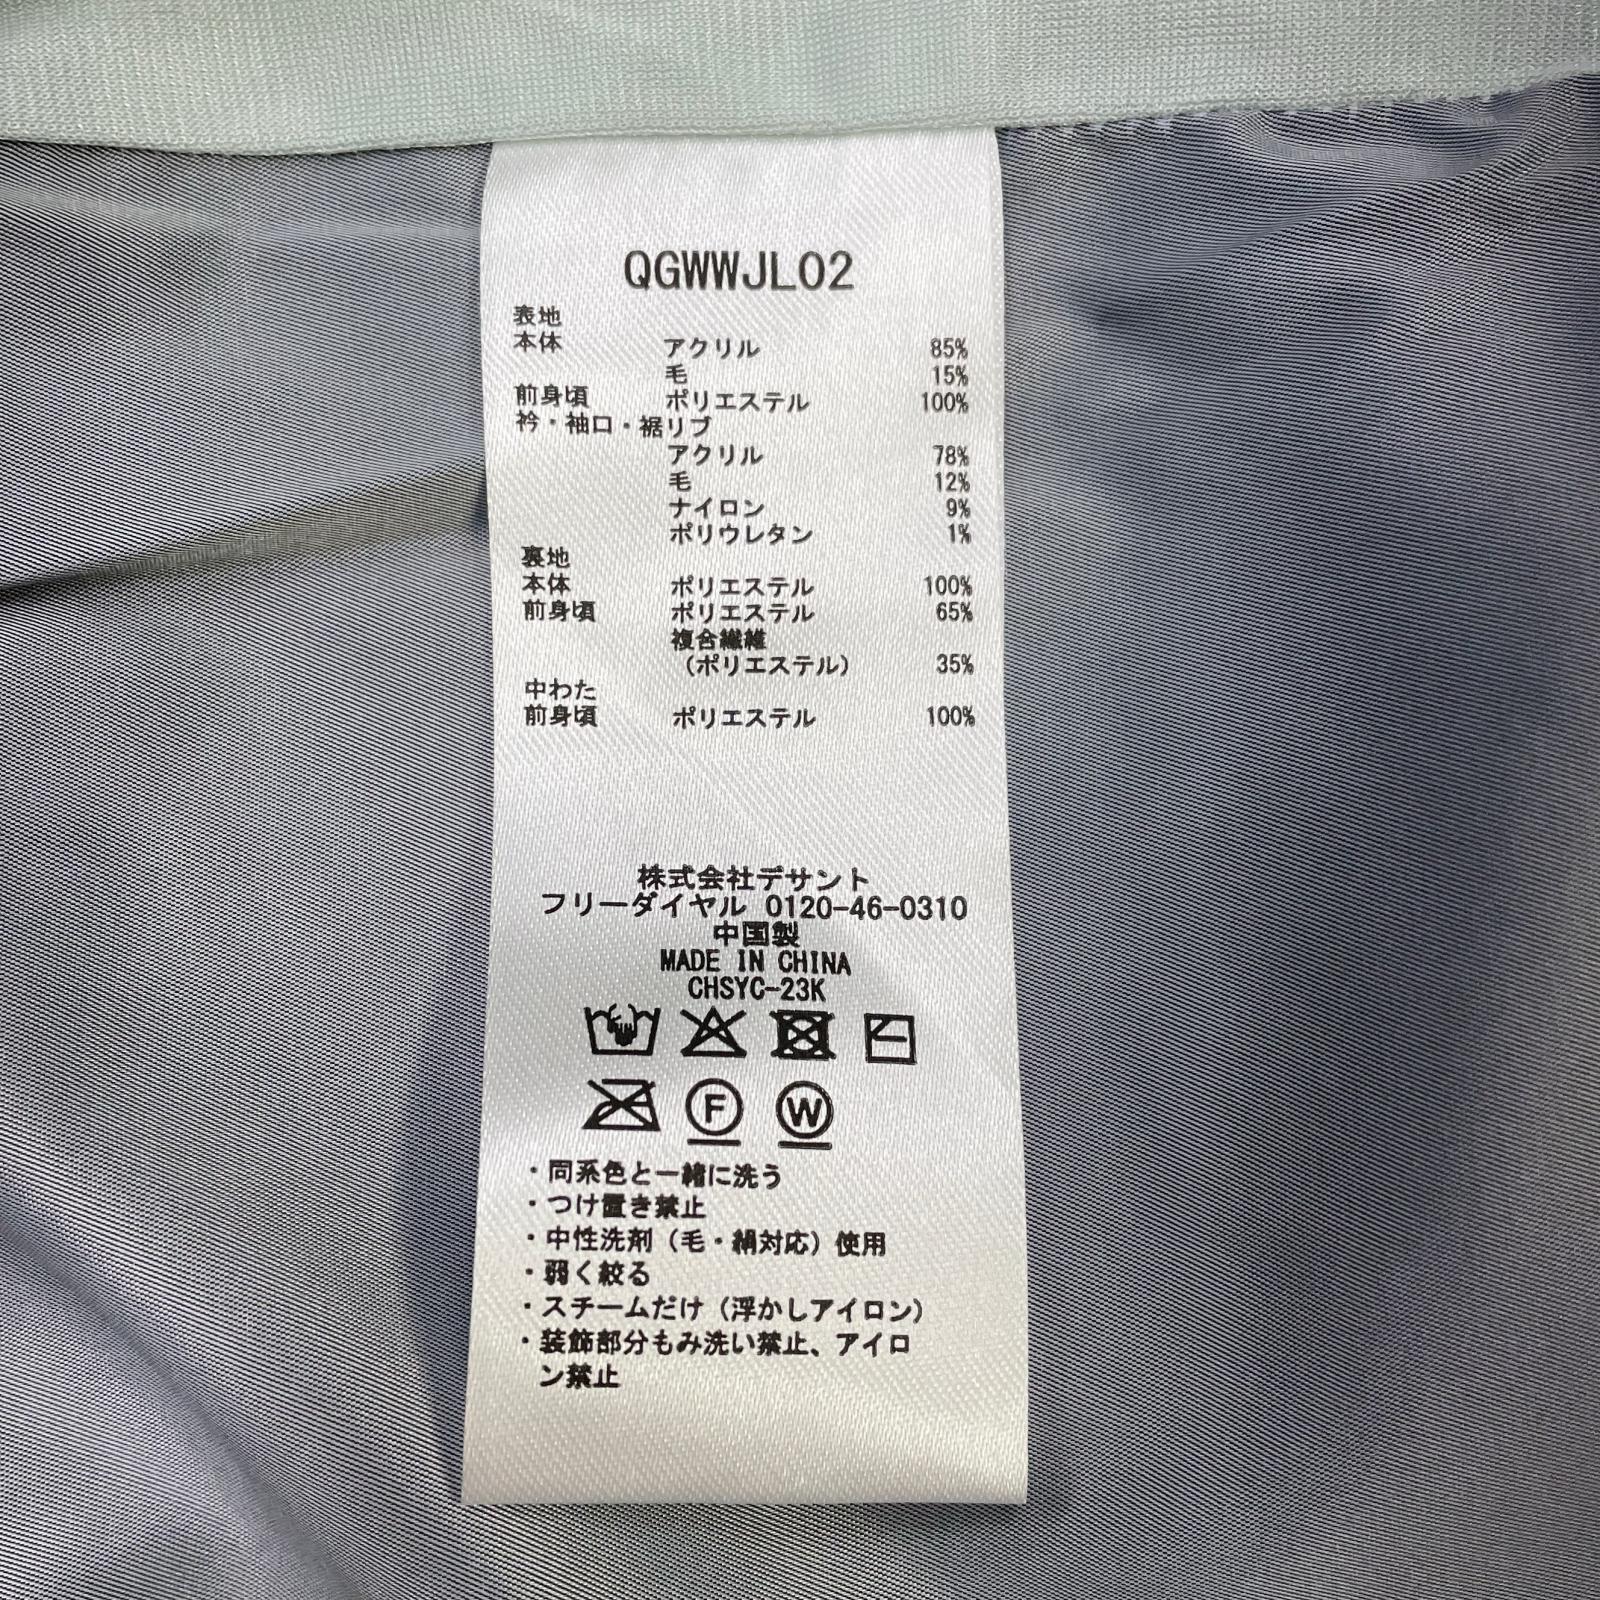 QGWWJL02
表地
本体 アクリル 85%
毛 15%
前身頃 ポリエステル 100%
衿・袖口・裾リブ
アクリル 78%
毛 12%
ナイロン 9%
ポリウレタン 1%
裏地
本体 ポリエステル 100%
前身頃 ポリエステル 65%
複合繊維
（ポリエステル） 35%
中わた
前身頃 ポリエステル 100%
株式会社デサント
フリーダイヤル 0120-46-0310
中国製
MADE IN CHINA
CHSYC-23K
F W
・同系色と一緒に洗う
・つけ置き禁止
・中性洗剤（毛・絹対応）使用
・弱く絞る
・スチームだけ（浮かしアイロン）
・装飾部分もみ洗い禁止、アイロ
ン禁止